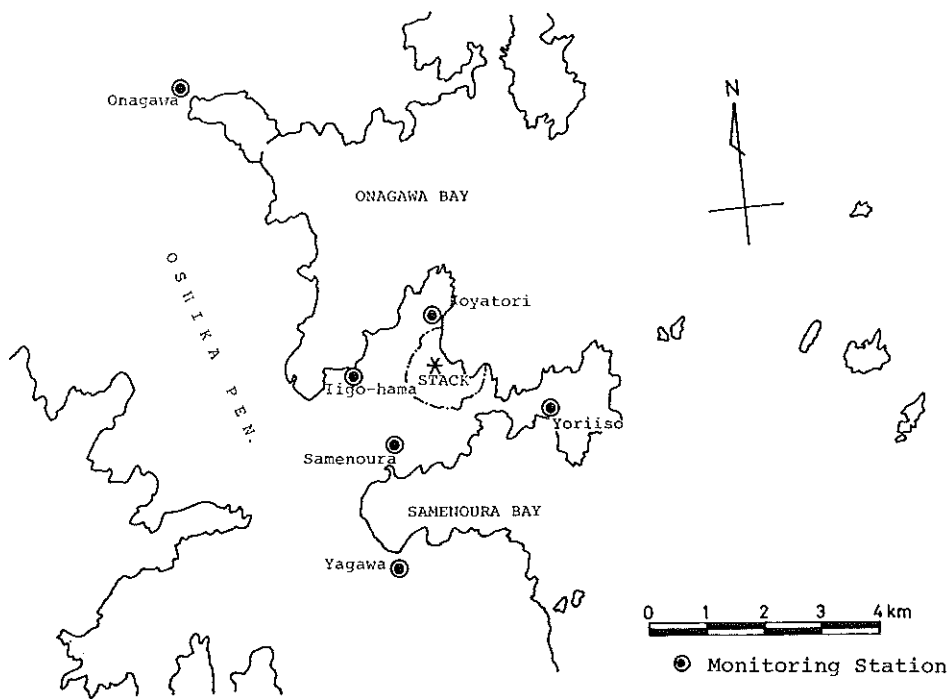 N
Onagawa
ONAGAWA BAY
OSHIKA PEN.
STACK
Iigo-hama
Yoriiso
Samenoura
SAMENOURA BAY
Yagawa
0 1 2 3 4 km
Monitoring Station